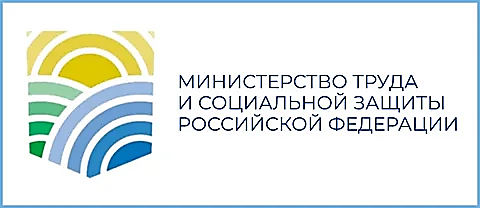 МИНИСТЕРСТВО ТРУДА
И СОЦИАЛЬНОЙ ЗАЩИТЫ
РОССИЙСКОЙ ФЕДЕРАЦИИ